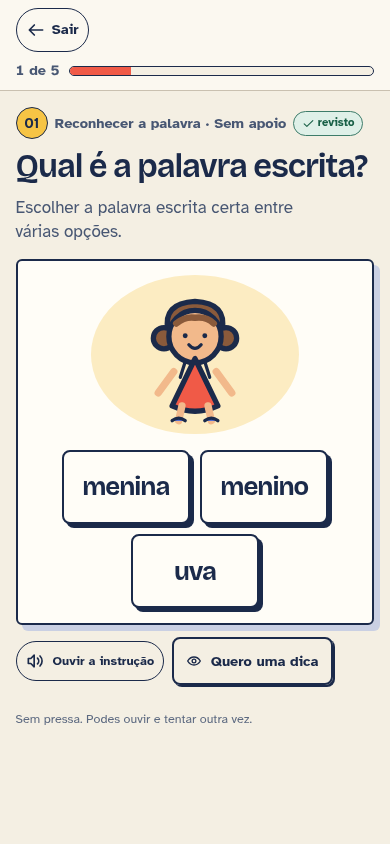 Sair
1 de 5
01 Reconhecer a palavra · Sem apoio revisto
Qual é a palavra escrita?
Escolher a palavra escrita certa entre
várias opções.
menina menino
uva
Ouvir a instrução Quero uma dica
Sem pressa. Podes ouvir e tentar outra vez.